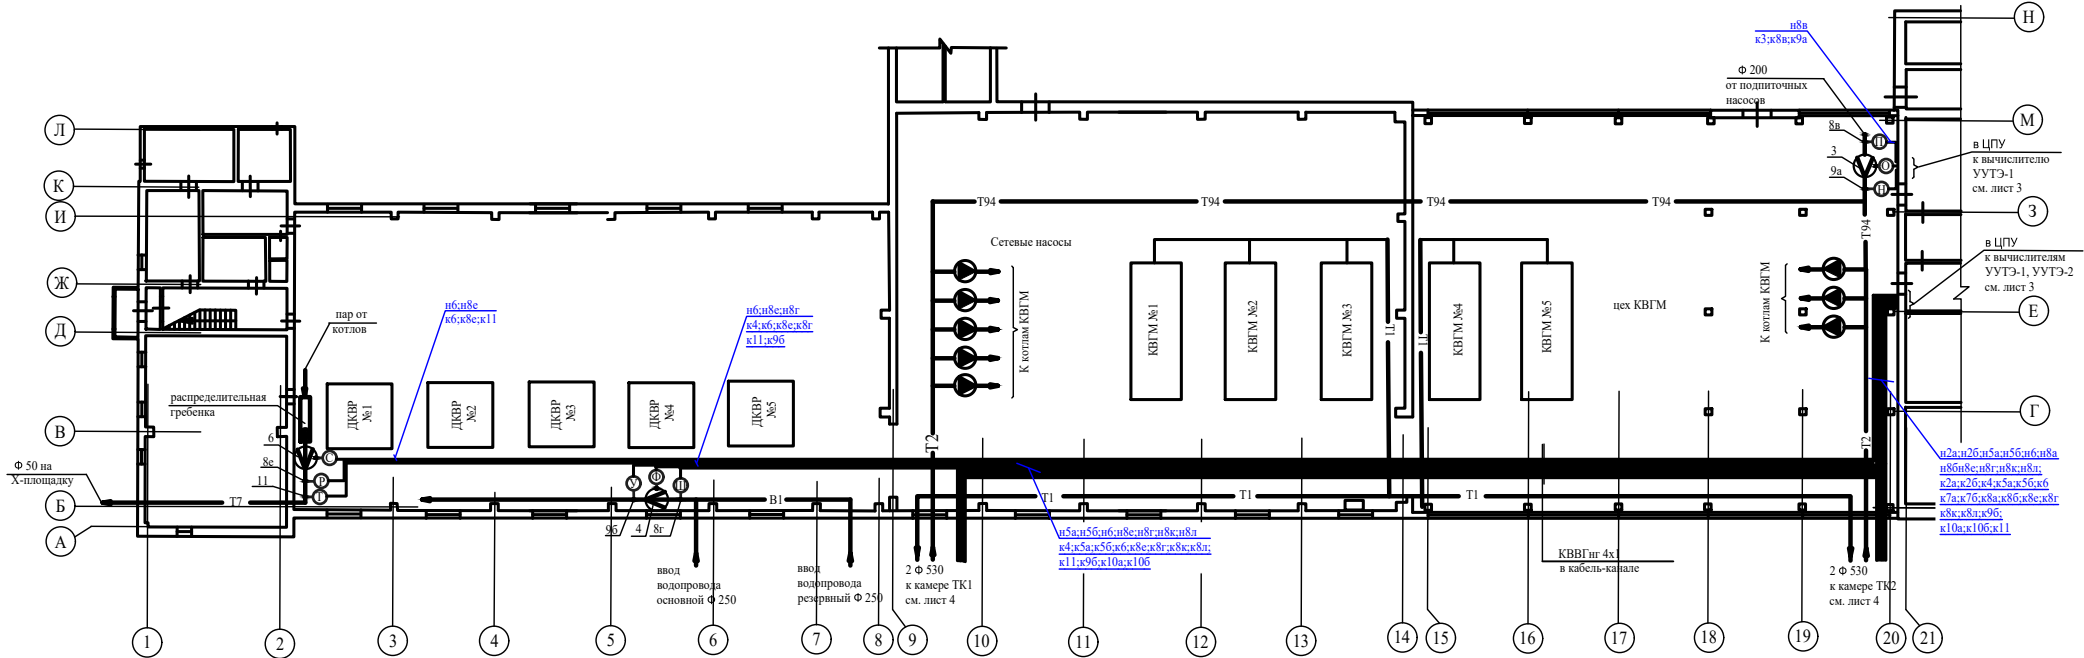 Н
н8в
к3;к8в;к9а
Ф 200
от подпиточных
насосов
Л
М
8в
П
в ЦПУ
к вычислителю
УУТЭ-1
см. лист 3
3
О
9а
Н
К
И
Т94
Т94
Т94
Т94
З
Т94
Сетевые насосы
в ЦПУ
к вычислителям
УУТЭ-1, УУТЭ-2
см. лист 3
Ж
н6;н8е
к6;к8е;к11
н6;н8е;н8г
к4;к6;к8е;к8г
к11;к9б
пар от
котлов
К котлам КВГМ
КВГМ №1
КВГМ №2
КВГМ №3
Т1
Т1
КВГМ №4
КВГМ №5
цех КВГМ
К котлам КВГМ
Е
Д
распределительная
гребенка
ДКВР №1
ДКВР №2
ДКВР №3
ДКВР №4
ДКВР №5
Г
В
6
С
Т2
Т2
8е
Р
11
Т
Ф 50 на
Х-площадку
Т7
У
Ф
П
В1
Т1
Т1
Т1
н2а;н2б;н5а;н5б;н6;н8а
н8бн8е;н8г;н8к;н8л;
к2а;к2б;к4;к5а;к5б;к6
к7а;к7б;к8а;к8б;к8е;к8г
к8к;к8л;к9б;
к10а;к10б;к11
Б
А
9б
4
8г
н5а;н5б;н6;н8е;н8г;н8к;н8л
к4;к5а;к5б;к6;к8е;к8г;к8к;к8л;
к11;к9б;к10а;к10б
КВВГнг 4х1
в кабель-канале
ввод
водопровода
основной Ф 250
ввод
водопровода
резервный Ф 250
2 Ф 530
к камере ТК1
см. лист 4
2 Ф 530
к камере ТК2
см. лист 4
1
2
3
4
5
6
7
8
9
10
11
12
13
14
15
16
17
18
19
20
21